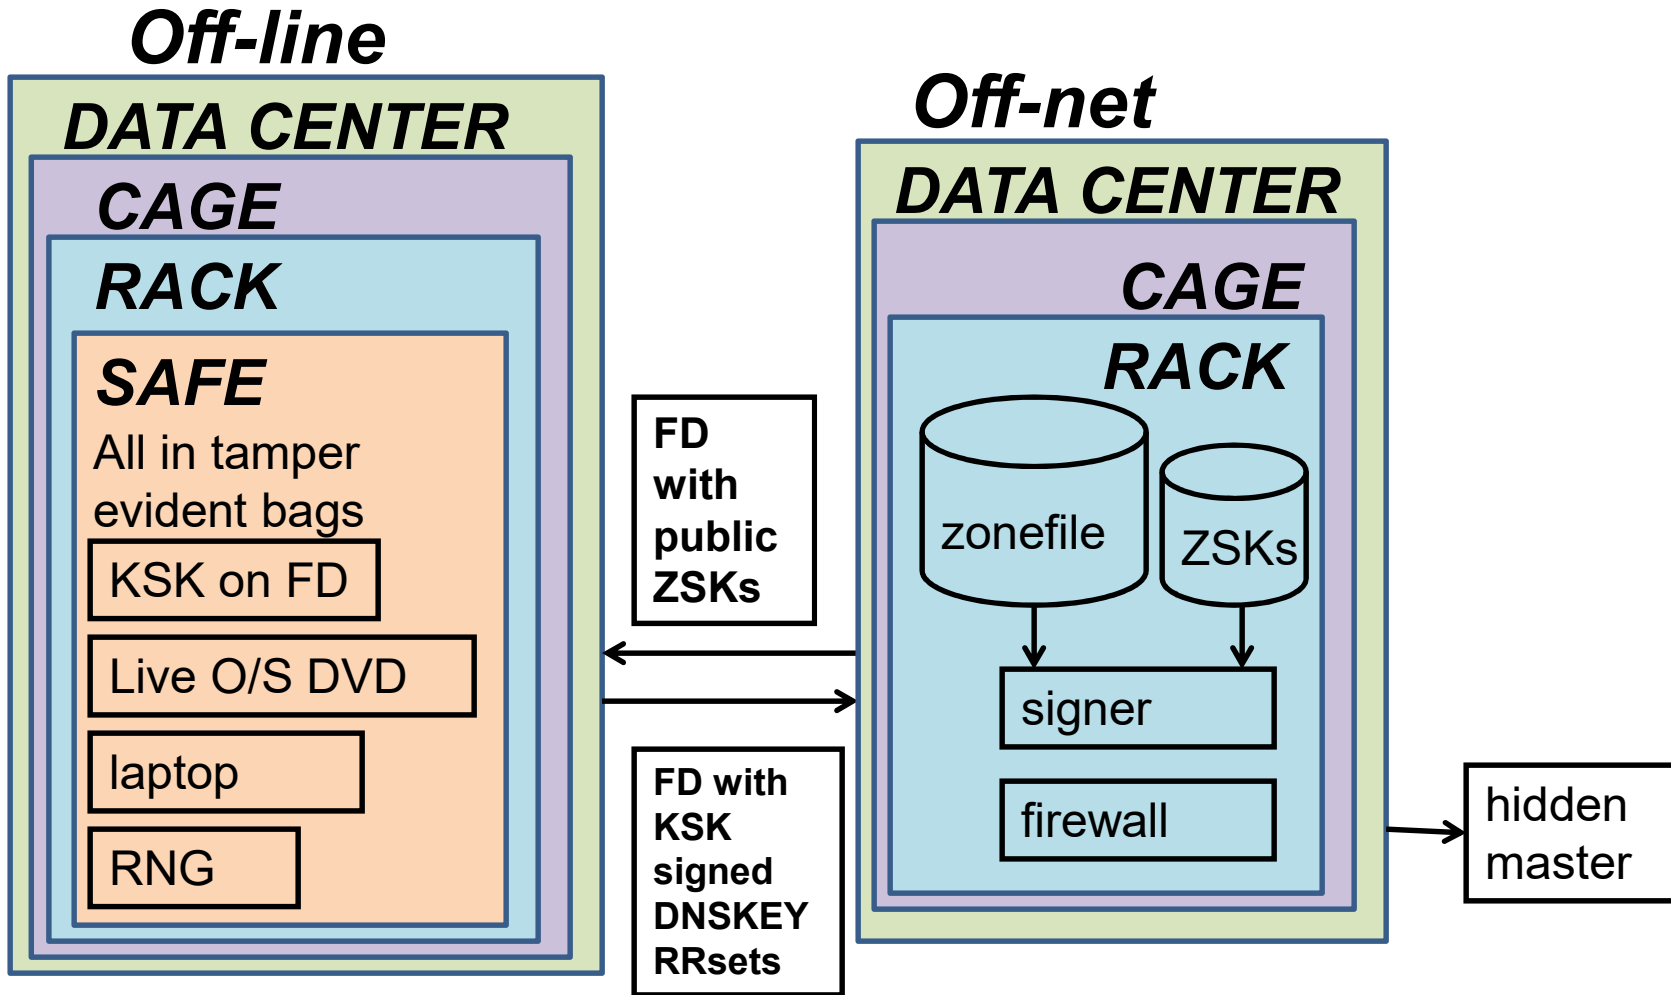 Off-line
DATA CENTER
CAGE
RACK
SAFE
All in tamper
evident bags
KSK on FD
Live O/S DVD
laptop
RNG
FD
with
public
ZSKs
FD with
KSK
signed
DNSKEY
RRsets
Off-net
DATA CENTER
CAGE
RACK
zonefile
ZSKs
signer
firewall
hidden
master